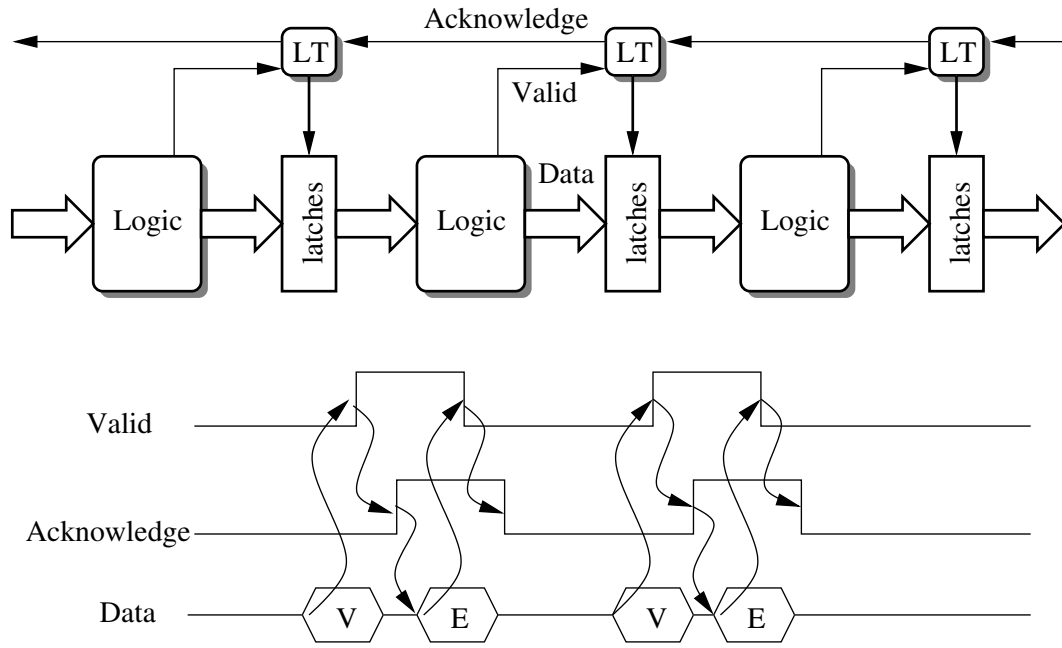 Acknowledge
LT
LT
LT
Valid
Data
Logic
latches
Logic
latches
Logic
latches
Valid
Acknowledge
Data
V
E
V
E